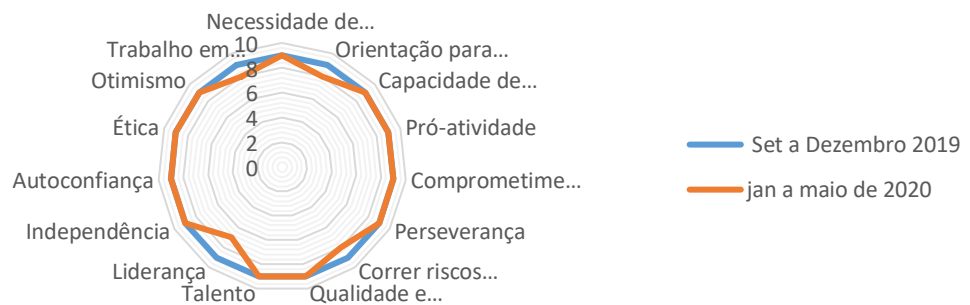 Necessidade de...
Orientação para...
Capacidade de...
Pró-atividade
Comprometime...
Perseverança
Correr riscos...
Qualidade e...
Talento
Liderança
Independência
Autoconfiança
Ética
Otimismo
Trabalho em...
10
8
6
4
2
0
Set a Dezembro 2019
jan a maio de 2020